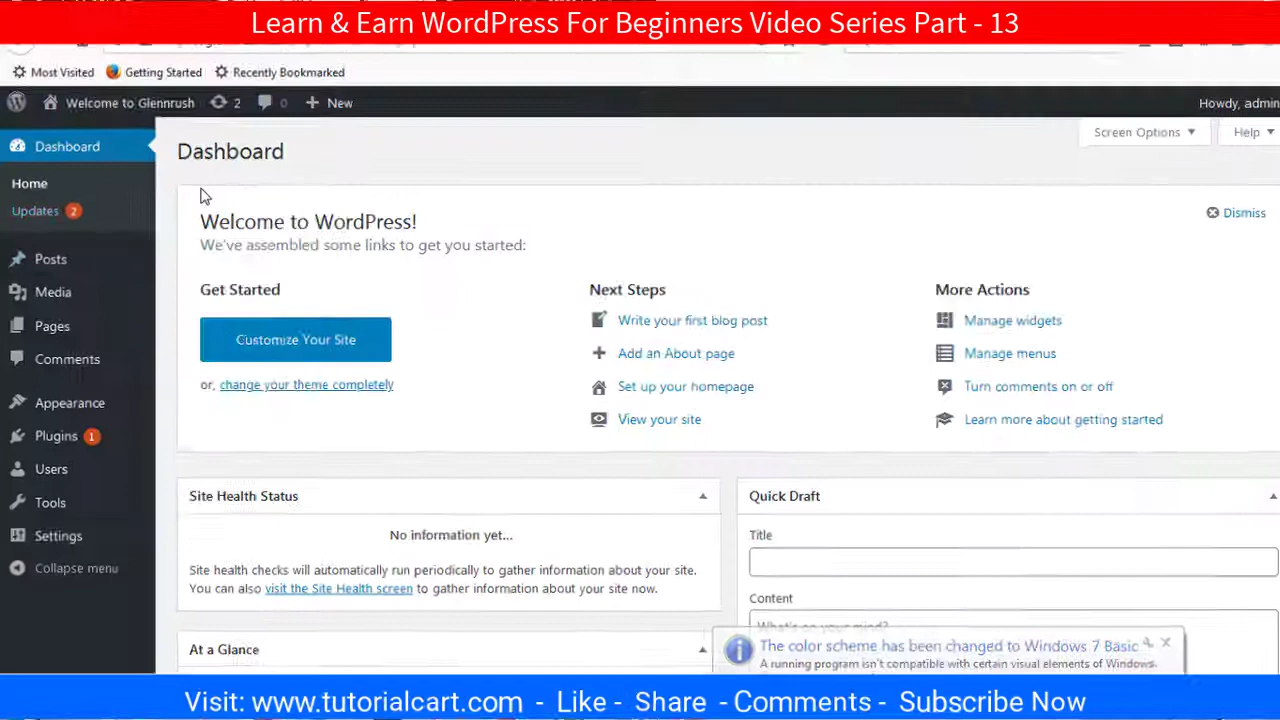 Learn & Earn WordPress For Beginners Video Series Part - 13
Most Visited Getting Started Recently Bookmarked
Welcome to Glennrush 2 0 + New Howdy, admin
Dashboard
Home
Updates 2
Posts
Media
Pages
Comments
Appearance
Plugins 1
Users
Tools
Settings
Collapse menu
Screen Options ▼ Help ▼
Dashboard
Welcome to WordPress!
Dismiss
We've assembled some links to get you started:
Get Started
Customize Your Site
or, change your theme completely
Next Steps
Write your first blog post
Add an About page
Set up your homepage
View your site
More Actions
Manage widgets
Manage menus
Turn comments on or off
Learn more about getting started
Site Health Status
No information yet...
Site health checks will automatically run periodically to gather information about your site.
You can also visit the Site Health screen to gather information about your site now.
At a Glance
Quick Draft
Title
Content
What's on your mind?
The color scheme has been changed to Windows 7 Basic
A running program isn't compatible with certain visual elements of Windows.
Visit: www.tutorialcart.com - Like - Share - Comments - Subscribe Now